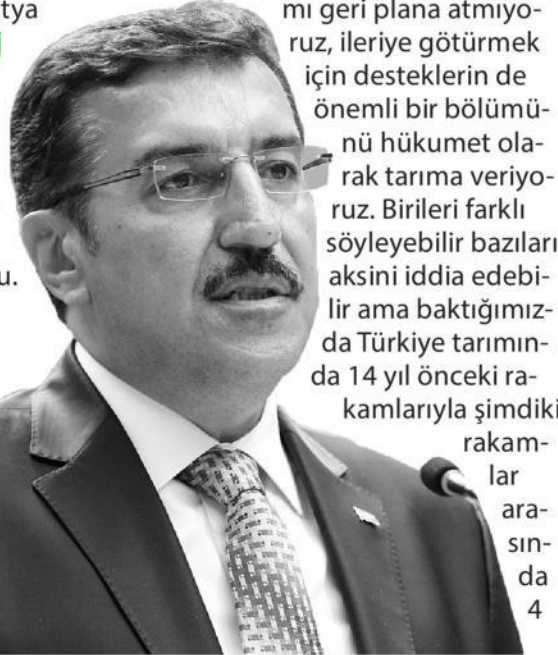 tya
u.
mı geri plana atmıyo-
ruz, ileriye götürmek
için desteklerin de
önemli bir bölümü-
nü hükumet ola-
rak tarıma veriyo-
ruz. Birileri farklı
söyleyebilir bazıları
aksini iddia edebi-
lir ama baktığımız-
da Türkiye tarımın-
da 14 yıl önceki ra-
kamlarıyla şimdiki
rakam-
lar
ara-
sın-
da
4